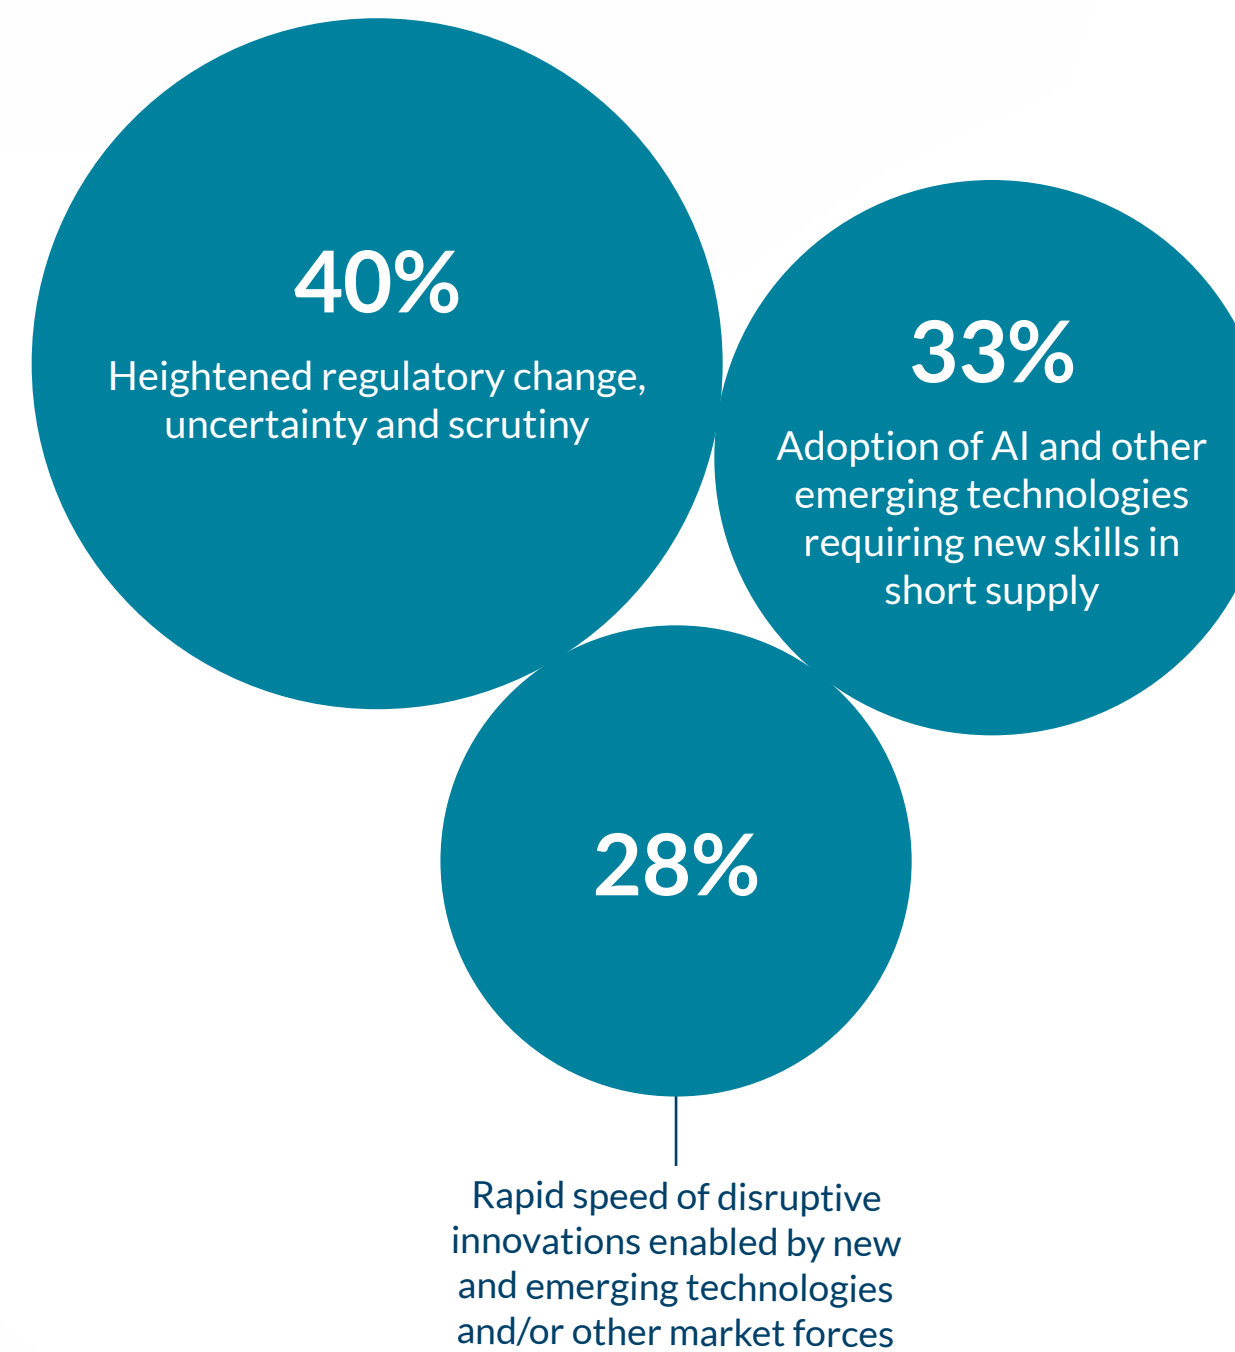 40%
Heightened regulatory change,
uncertainty and scrutiny
33%
Adoption of AI and other
emerging technologies
requiring new skills in
short supply
28%
Rapid speed of disruptive
innovations enabled by new
and emerging technologies
and/or other market forces